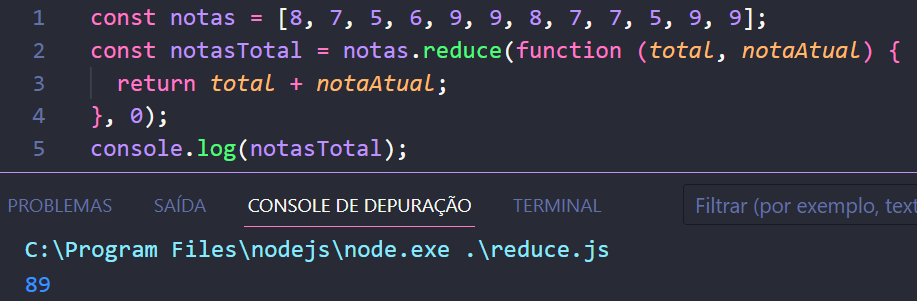 1 const notas = [8, 7, 5, 6, 9, 9, 8, 7, 7, 5, 9, 9];
2 const notasTotal = notas.reduce(function (total, notaAtual) {
3   return total + notaAtual;
4 }, 0);
5 console.log(notasTotal);
PROBLEMAS SAÍDA CONSOLE DE DEPURAÇÃO TERMINAL Filtrar (por exemplo, text
C:\Program Files\nodejs\node.exe .\reduce.js
89